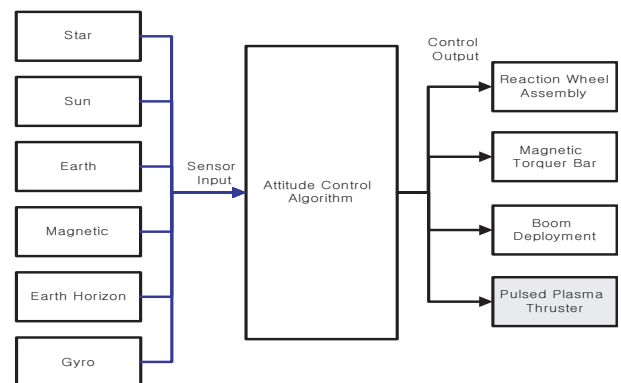 Star
Sun
Earth
Magnetic
Earth Horizon
Gyro
Sensor
Input
Attitude Control
Algorithm
Control
Output
Reaction Wheel
Assembly
Magnetic
Torquer Bar
Boom
Deployment
Pulsed Plasma
Thruster